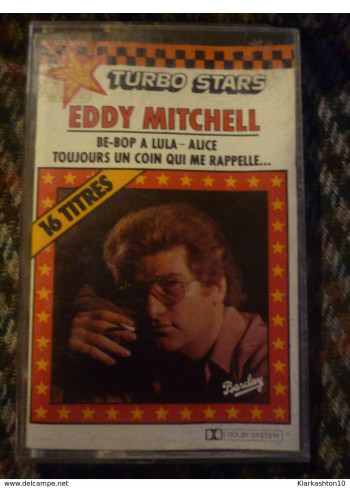 TURBO STARS
EDDY MITCHELL
BE-BOP A LULA - ALICE
TOUJOURS UN COIN QUI ME RAPPELLE...
16 TITRES
Barclay
DOLBY SYSTEM
© Klarkashton / www.delcampe.net